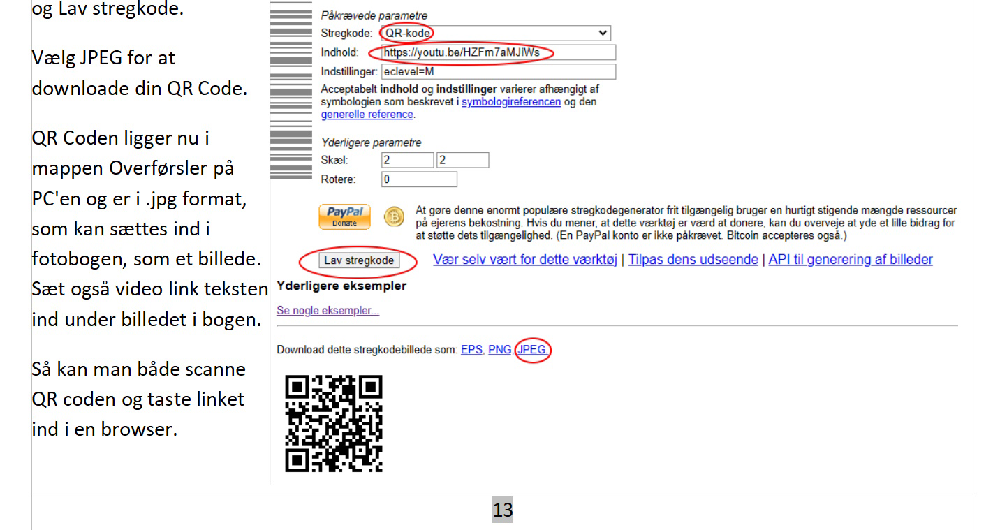 og Lav stregkode.
Vælg JPEG for at
downloade din QR Code.
QR Coden ligger nu i
mappen Overførsler på
PC'en og er i .jpg format,
som kan sættes ind i
fotobogen, som et billede.
Sæt også video link teksten
ind under billedet i bogen.
Så kan man både scanne
QR coden og taste linket
ind i en browser.
Påkrævede parametre
Stregkode: QR-kode
Indhold: https://youtu.be/HZFm7aMJiWs
Indstillinger: eclevel=M
Acceptabelt indhold og indstillinger varierer afhængigt af
symbologien som beskrevet i symbologireferencen og den
generelle reference.
Yderligere parametre
Skæl: 2 2
Rotere: 0
PayPal
Donate
At gøre denne enormt populære stregkodegenerator frit tilgængelig bruger en hurtigt stigende mængde ressourcer
på ejerens bekostning. Hvis du mener, at dette værktøj er værd at donere, kan du overveje at yde et lille bidrag for
at støtte dets tilgængelighed. (En PayPal konto er ikke påkrævet. Bitcoin accepteres også.)
Lav stregkode Vær selv vært for dette værktøj | Tilpas dens udseende | API til generering af billeder
Yderligere eksempler
Se nogle eksempler...
Download dette stregkodebillede som: EPS, PNG, JPEG.
13